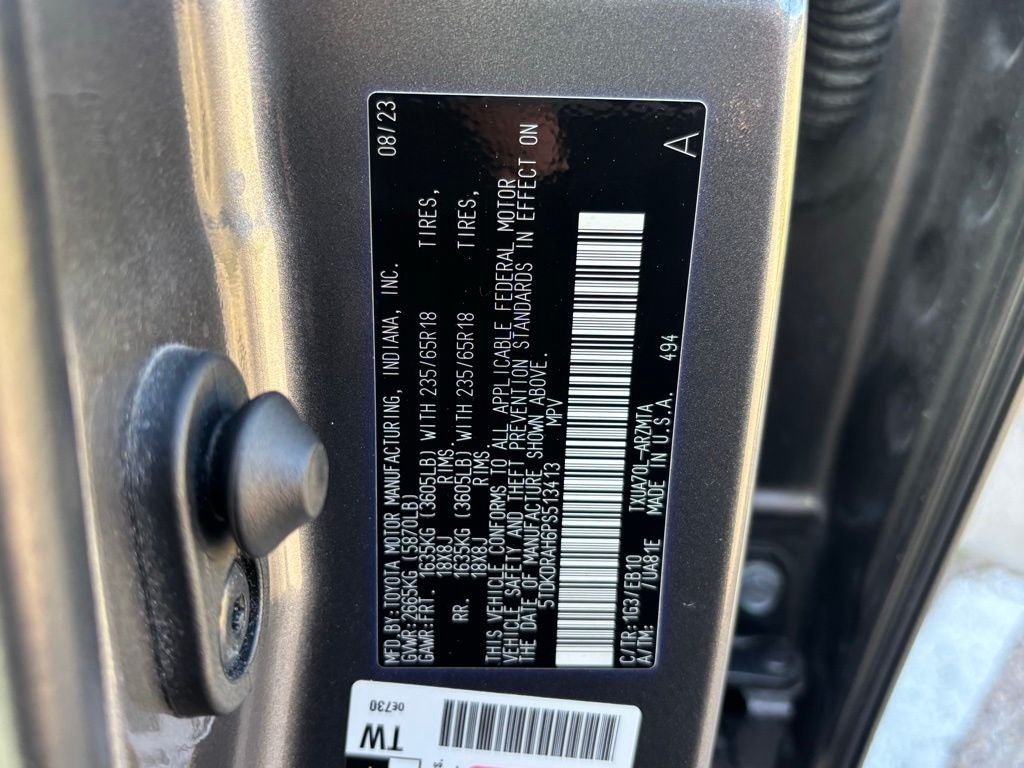 MFD.BY:TOYOTA MOTOR MANUFACTURING, INDIANA, INC. 08/23
GVWR:2665KG (5870LB)
GAWR:FRT. 1635KG (3605LB) WITH 235/65R18 TIRES,
18X8J RIMS.
RR. 1635KG (3605LB) WITH 235/65R18 TIRES,
18X8J RIMS.
THIS VEHICLE CONFORMS TO ALL APPLICABLE FEDERAL MOTOR
VEHICLE SAFETY AND THEFT PREVENTION STANDARDS IN EFFECT ON
THE DATE OF MANUFACTURE SHOWN ABOVE.
5TDKDRAH6PS513413 MPV
C/TR:1G3/FB10 TXUA70L-ARZMTA 494 A
A/TM: /UA81E MADE IN U.S.A.
0E730
TW